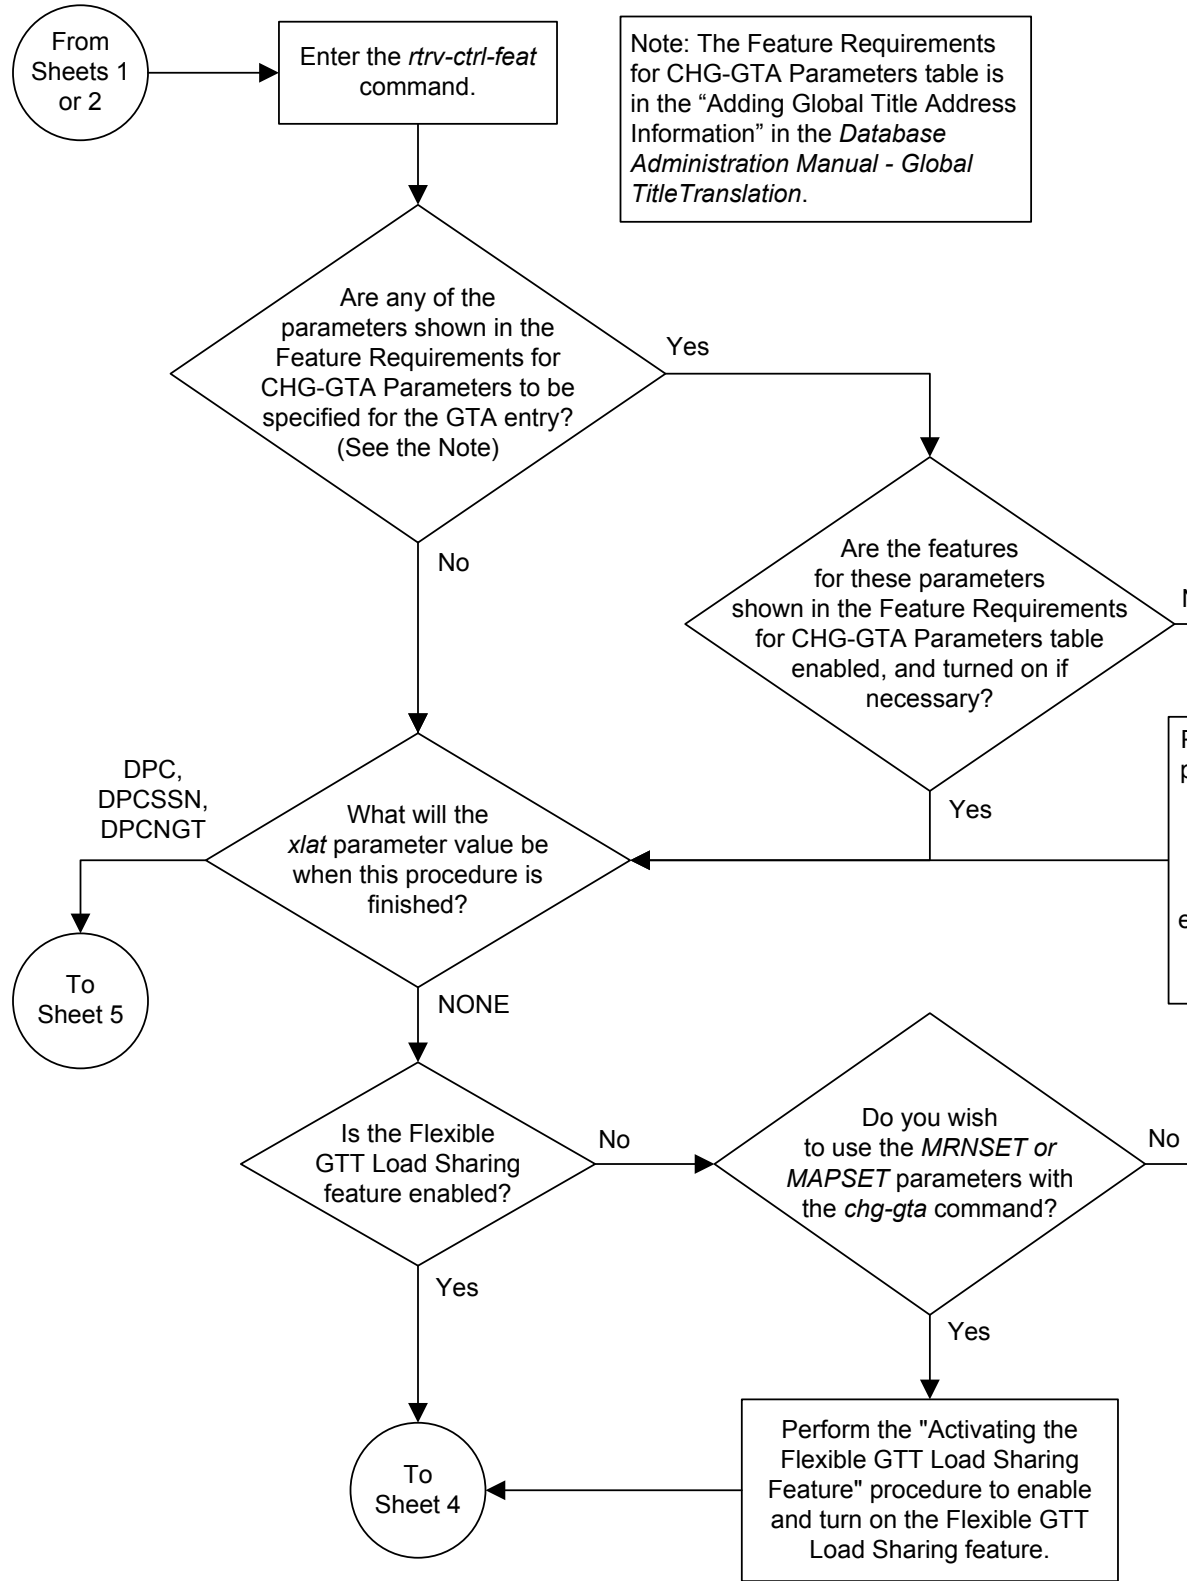 From
Sheets 1
or 2
Enter the rtrv-ctrl-feat
command.
Note: The Feature Requirements
for CHG-GTA Parameters table is
in the “Adding Global Title Address
Information” in the Database
Administration Manual - Global
TitleTranslation.
Are any of the
parameters shown in the
Feature Requirements for
CHG-GTA Parameters to be
specified for the GTA entry?
(See the Note)
Yes
No
Are the features
for these parameters
shown in the Feature Requirements
for CHG-GTA Parameters table
enabled, and turned on if
necessary?
Yes
DPC,
DPCSSN,
DPCNGT
What will the
xlat parameter value be
when this procedure is
finished?
To
Sheet 5
NONE
Is the Flexible
GTT Load Sharing
feature enabled?
No
Yes
Do you wish
to use the MRNSET or
MAPSET parameters with
the chg-gta command?
No
Yes
To
Sheet 4
Perform the "Activating the
Flexible GTT Load Sharing
Feature" procedure to enable
and turn on the Flexible GTT
Load Sharing feature.